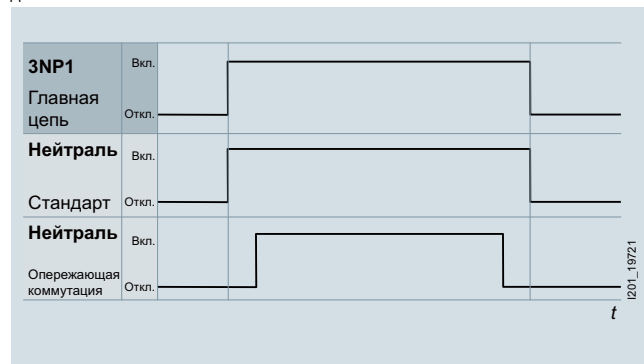 3NP1
Вкл.
Главная
цепь
Откл.
Нейтраль
Вкл.
Стандарт
Откл.
Нейтраль
Вкл.
Опережающая
коммутация
Откл.
I201_19721
t